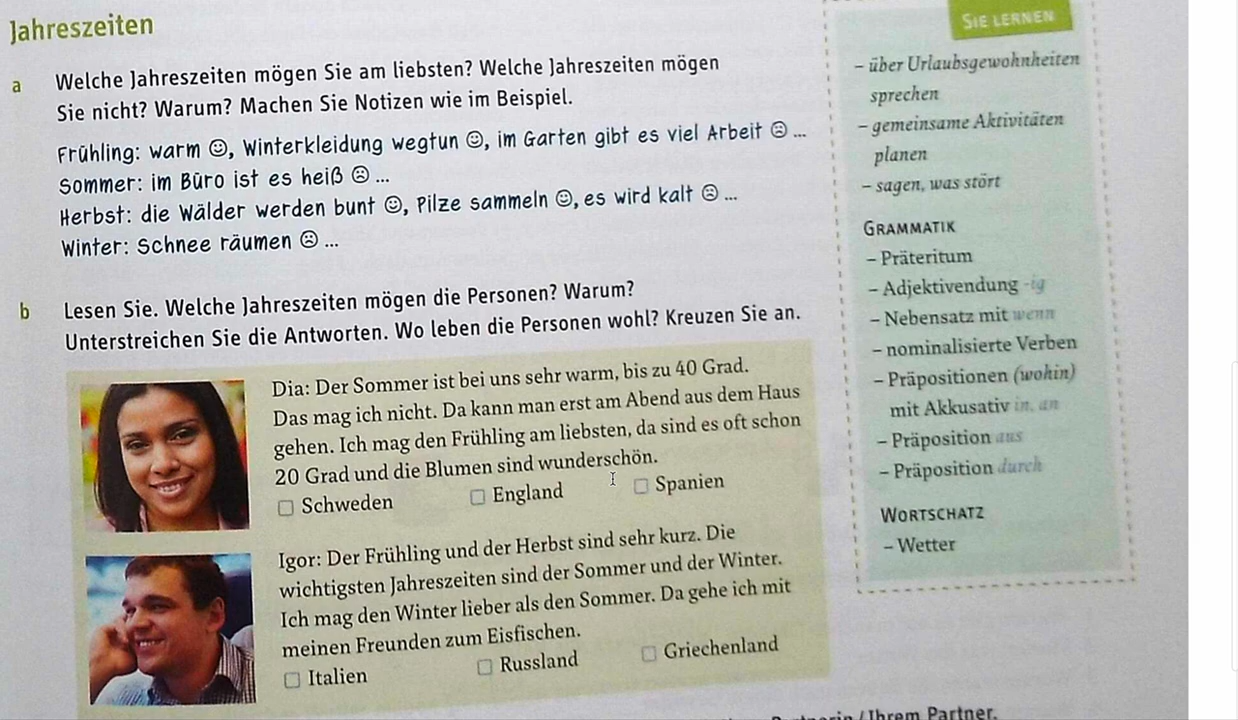 Jahreszeiten
a Welche Jahreszeiten mögen Sie am liebsten? Welche Jahreszeiten mögen
Sie nicht? Warum? Machen Sie Notizen wie im Beispiel.
Frühling: warm ☺, Winterkleidung wegtun ☺, im Garten gibt es viel Arbeit ☹ ...
Sommer: im Büro ist es heiß ☹ ...
Herbst: die Wälder werden bunt ☺, Pilze sammeln ☺, es wird kalt ☹ ...
Winter: Schnee räumen ☹ ...
b Lesen Sie. Welche Jahreszeiten mögen die Personen? Warum?
Unterstreichen Sie die Antworten. Wo leben die Personen wohl? Kreuzen Sie an.
Dia: Der Sommer ist bei uns sehr warm, bis zu 40 Grad.
Das mag ich nicht. Da kann man erst am Abend aus dem Haus
gehen. Ich mag den Frühling am liebsten, da sind es oft schon
20 Grad und die Blumen sind wunderschön.
☐ Schweden ☐ England ☐ Spanien
Igor: Der Frühling und der Herbst sind sehr kurz. Die
wichtigsten Jahreszeiten sind der Sommer und der Winter.
Ich mag den Winter lieber als den Sommer. Da gehe ich mit
meinen Freunden zum Eisfischen.
☐ Italien ☐ Russland ☐ Griechenland
/ Ihrem Partner.
SIE LERNEN
– über Urlaubsgewohnheiten
sprechen
– gemeinsame Aktivitäten
planen
– sagen, was stört
GRAMMATIK
– Präteritum
– Adjektivendung -ig
– Nebensatz mit wenn
– nominalisierte Verben
– Präpositionen (wohin)
mit Akkusativ in, an
– Präposition aus
– Präposition durch
WORTSCHATZ
– Wetter